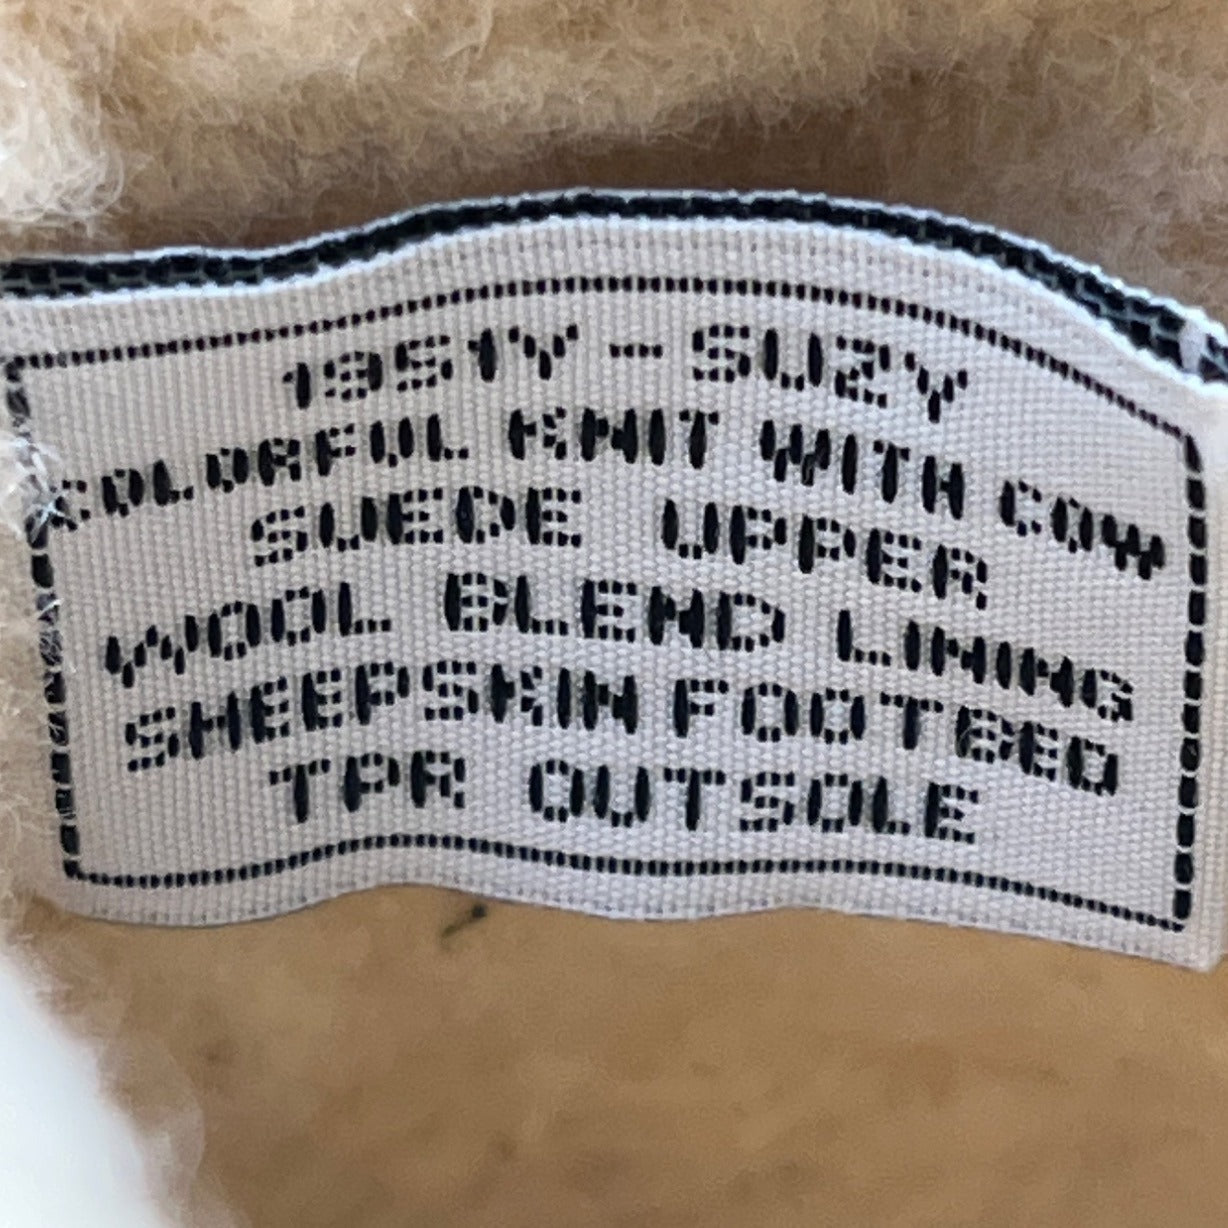 1951Y - SUZY
COLORFUL KNIT WITH COW
SUEDE UPPER
WOOL BLEND LINING
SHEEPSKIN FOOTBED
TPR OUTSOLE